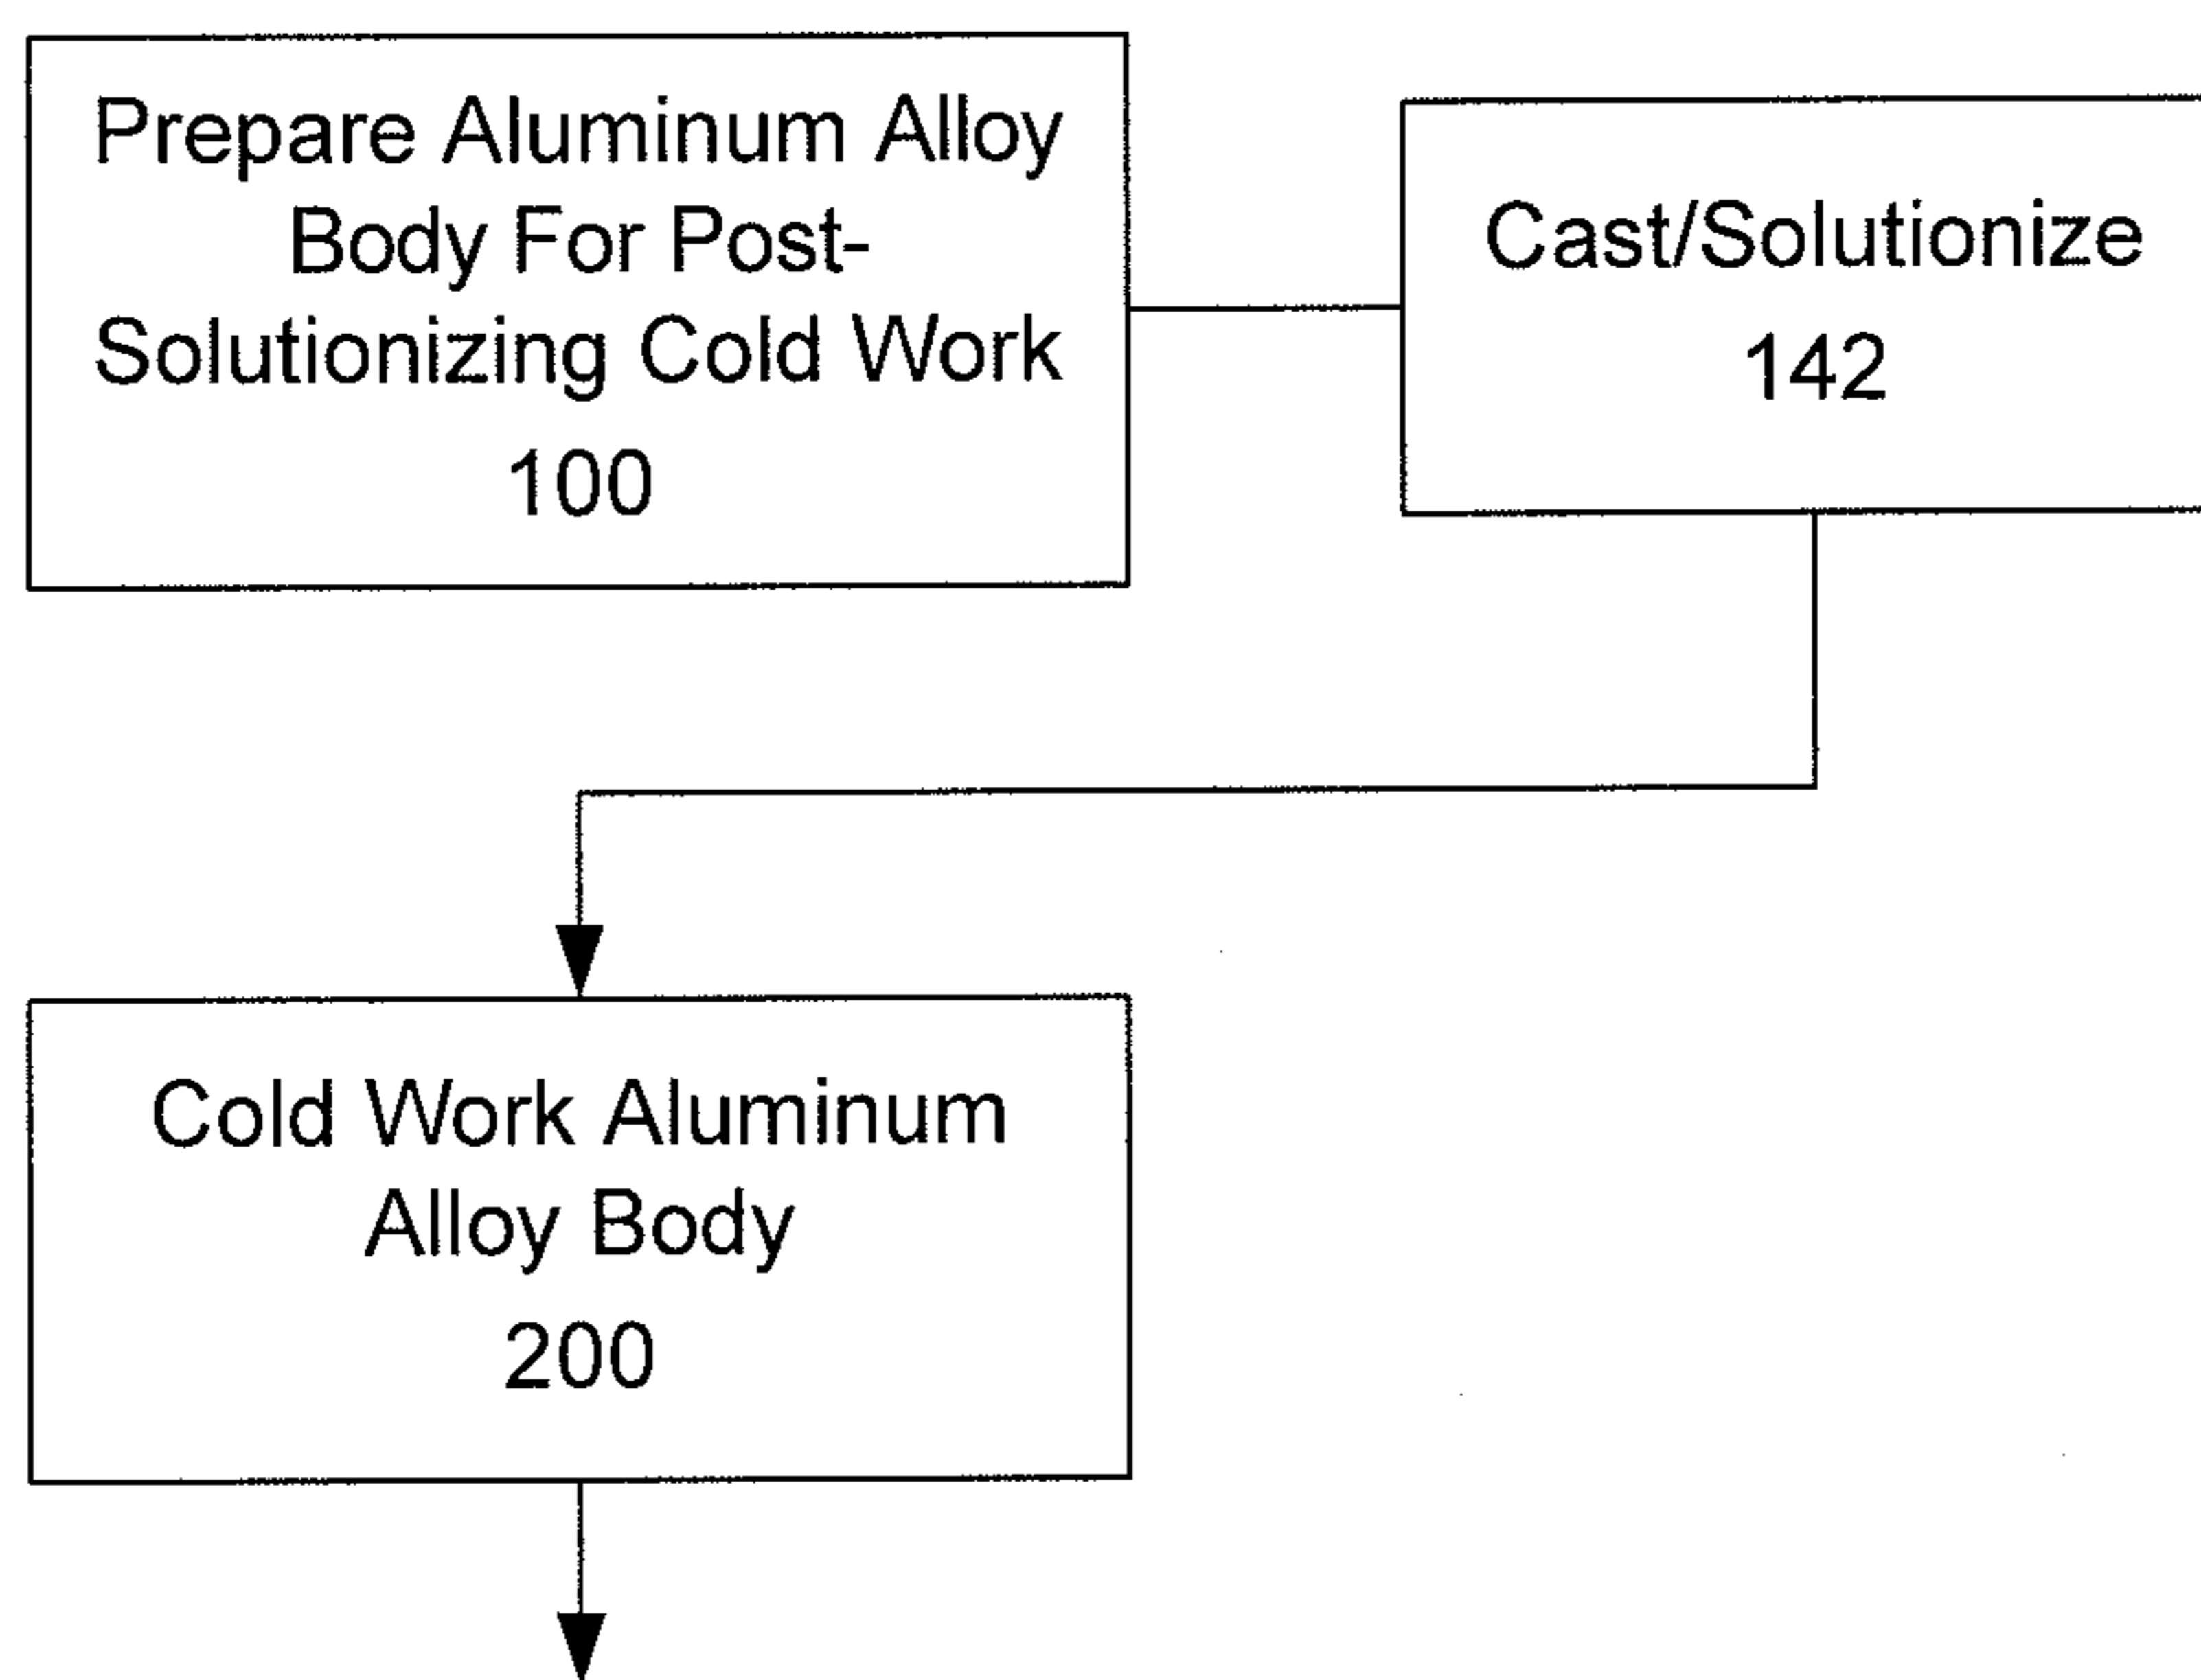 Prepare Aluminum Alloy
Body For Post-
Solutionizing Cold Work
100
Cast/Solutionize
142
Cold Work Aluminum
Alloy Body
200